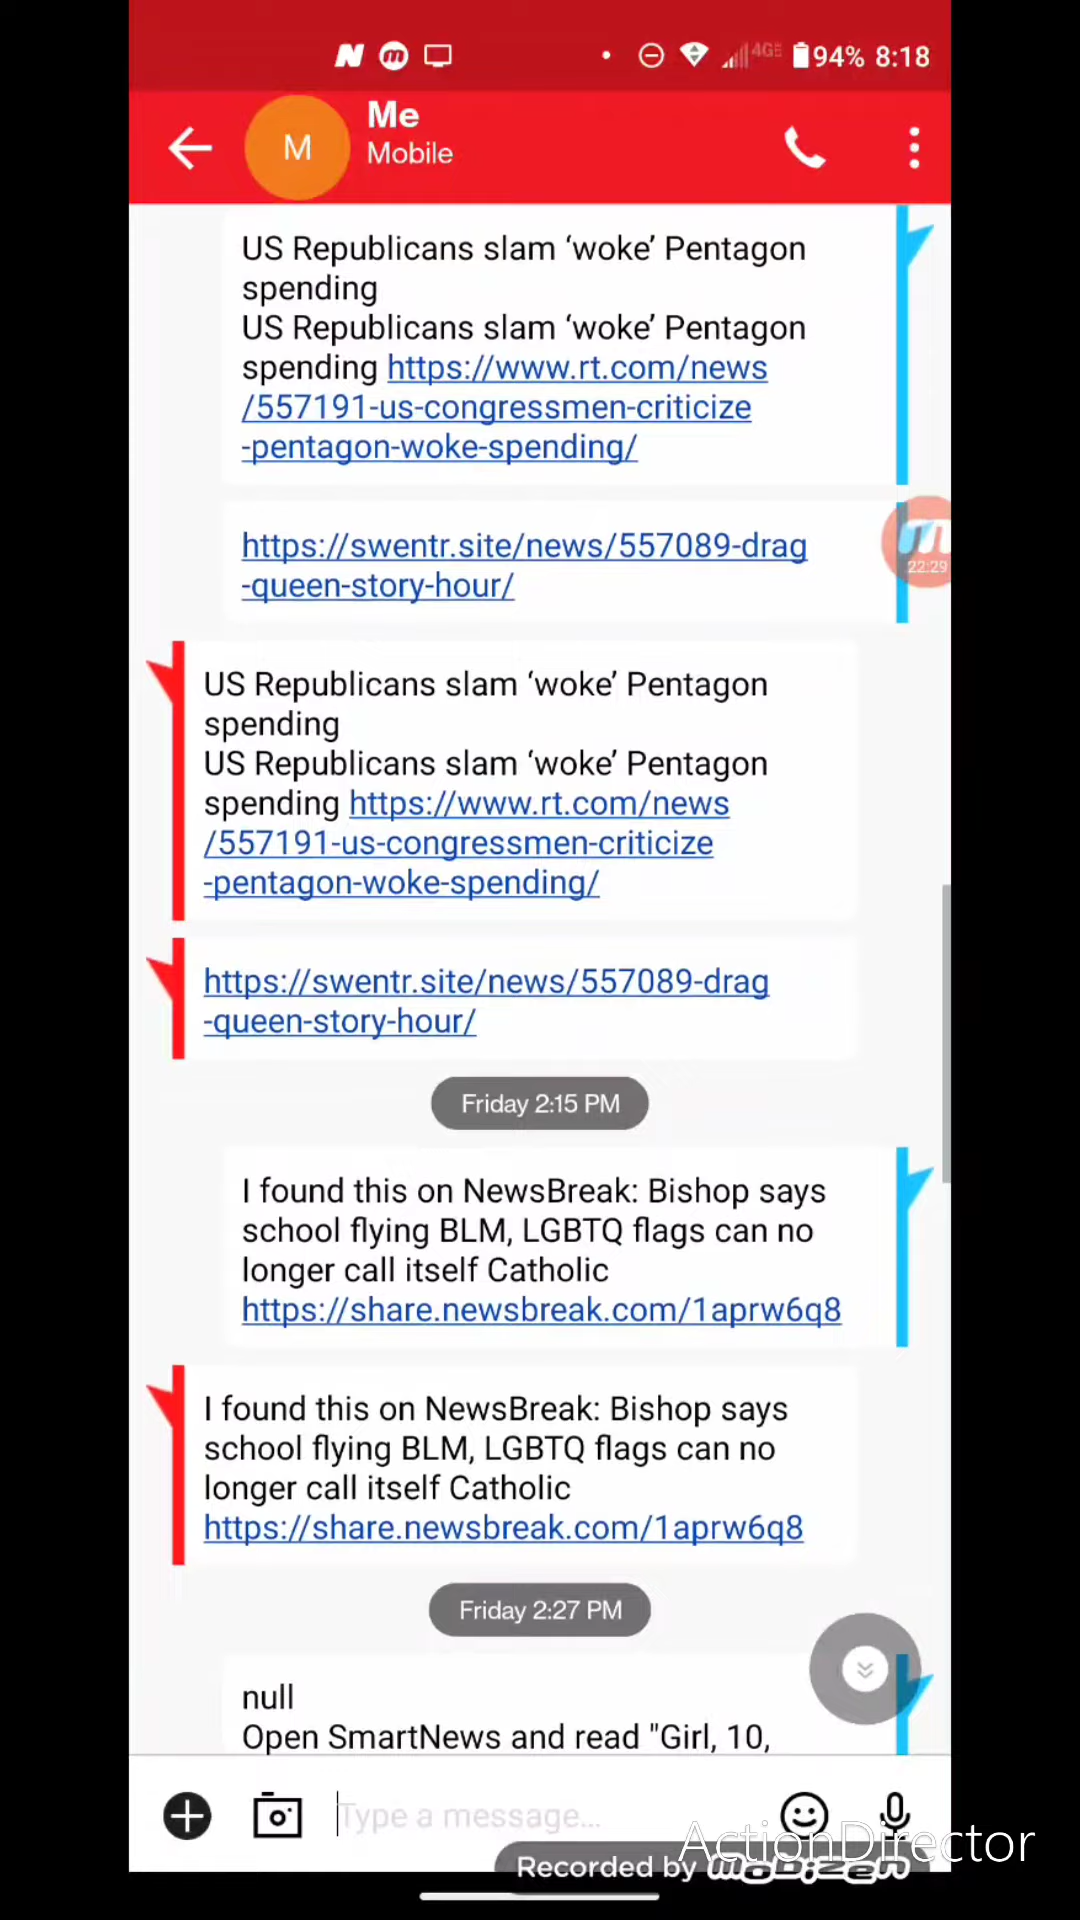 94% 8:18
M
Me
Mobile
US Republicans slam ‘woke’ Pentagon
spending
US Republicans slam ‘woke’ Pentagon
spending https://www.rt.com/news
/557191-us-congressmen-criticize
-pentagon-woke-spending/
https://swentr.site/news/557089-drag
-queen-story-hour/
22:29
US Republicans slam ‘woke’ Pentagon
spending
US Republicans slam ‘woke’ Pentagon
spending https://www.rt.com/news
/557191-us-congressmen-criticize
-pentagon-woke-spending/
https://swentr.site/news/557089-drag
-queen-story-hour/
Friday 2:15 PM
I found this on NewsBreak: Bishop says
school flying BLM, LGBTQ flags can no
longer call itself Catholic
https://share.newsbreak.com/1aprw6q8
I found this on NewsBreak: Bishop says
school flying BLM, LGBTQ flags can no
longer call itself Catholic
https://share.newsbreak.com/1aprw6q8
Friday 2:27 PM
null
Open SmartNews and read "Girl, 10,
Type a message...
ActionDirector
Recorded by mobizen